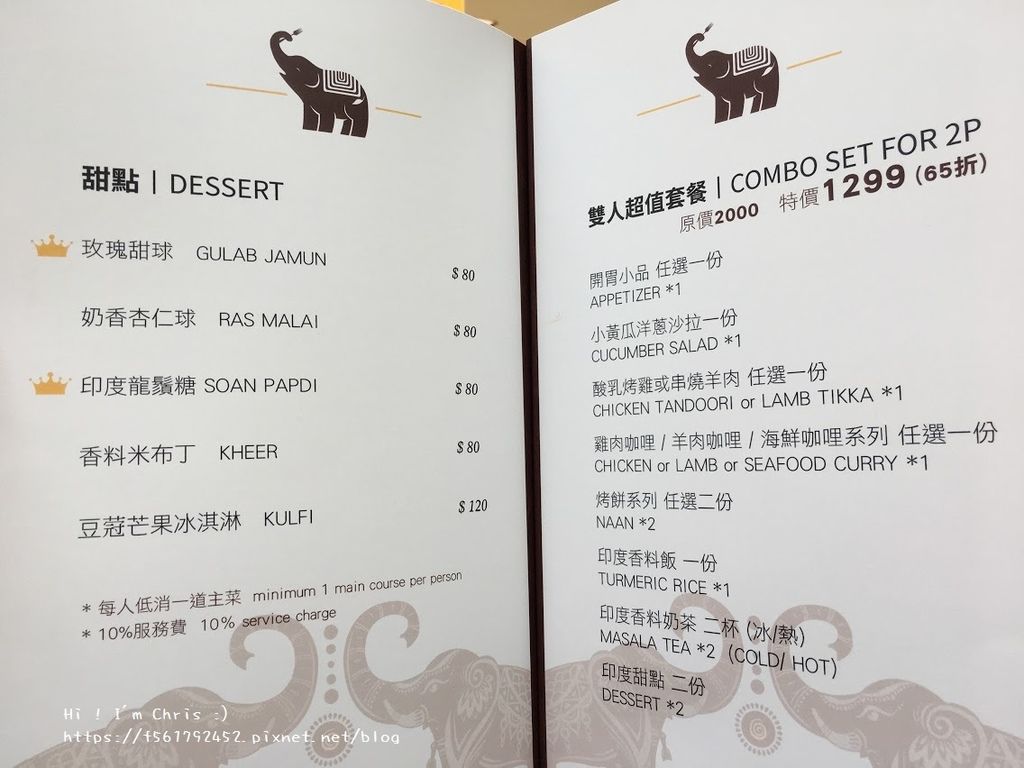 甜點 | DESSERT
玫瑰甜球 GULAB JAMUN $ 80
奶香杏仁球 RAS MALAI $ 80
印度龍鬚糖 SOAN PAPDI $ 80
香料米布丁 KHEER $ 80
豆蔻芒果冰淇淋 KULFI $ 120
* 每人低消一道主菜 minimum 1 main course per person
* 10%服務費 10% service charge
雙人超值套餐 | COMBO SET FOR 2P
原價2000 特價1299 (65折)
開胃小品 任選一份
APPETIZER *1
小黃瓜洋蔥沙拉一份
CUCUMBER SALAD *1
酸乳烤雞或串燒羊肉 任選一份
CHICKEN TANDOORI or LAMB TIKKA *1
雞肉咖哩 / 羊肉咖哩 / 海鮮咖哩系列 任選一份
CHICKEN or LAMB or SEAFOOD CURRY *1
烤餅系列 任選二份
NAAN *2
印度香料飯 一份
TURMERIC RICE *1
印度香料奶茶 二杯 (冰/熱)
MASALA TEA *2 (COLD/ HOT)
印度甜點 二份
DESSERT *2
Hi ! I'm Chris :)
https://f561792452.pixnet.net/blog